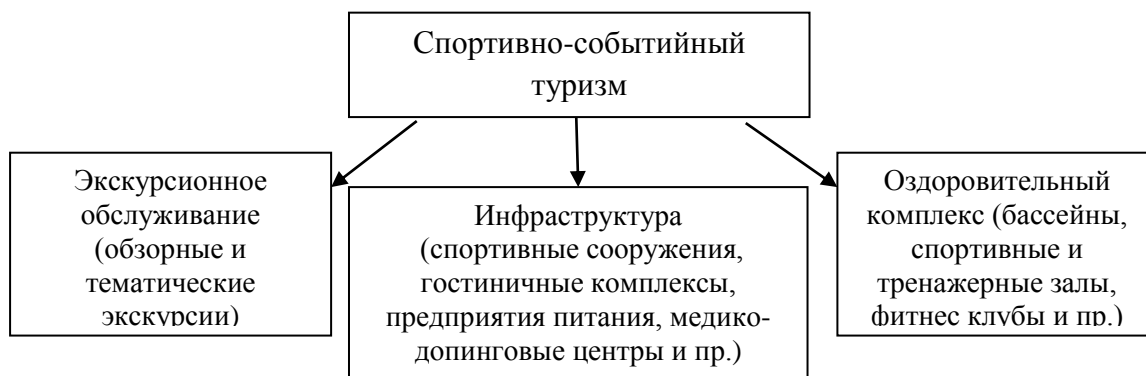 Спортивно-событийный
туризм
Экскурсионное
обслуживание
(обзорные и
тематические
экскурсии)
Инфраструктура
(спортивные сооружения,
гостиничные комплексы,
предприятия питания, медико-
допинговые центры и пр.)
Оздоровительный
комплекс (бассейны,
спортивные и
тренажерные залы,
фитнес клубы и пр.)